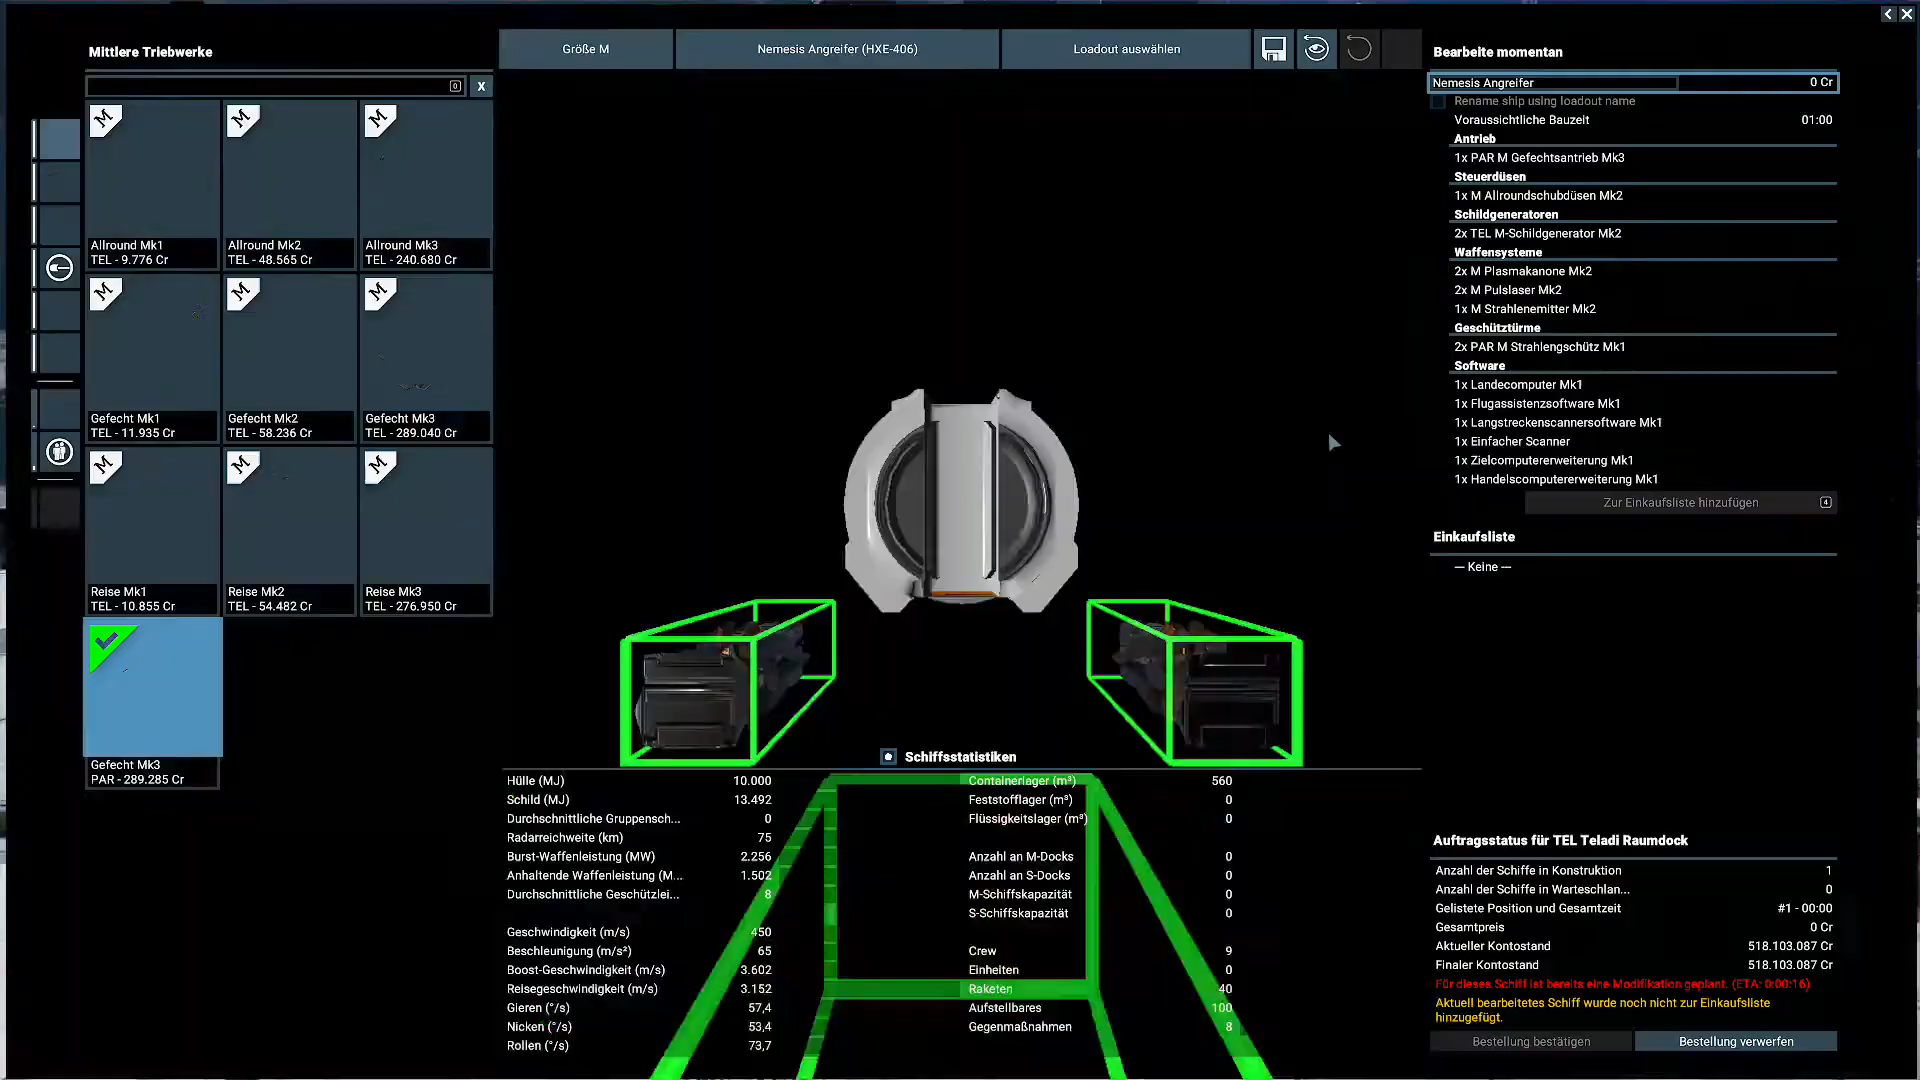 Mittlere Triebwerke
0
X
M
Allround Mk1
TEL - 9.776 Cr
M
Allround Mk2
TEL - 48.565 Cr
M
Allround Mk3
TEL - 240.680 Cr
M
Gefecht Mk1
TEL - 11.935 Cr
M
Gefecht Mk2
TEL - 58.236 Cr
M
Gefecht Mk3
TEL - 289.040 Cr
M
Reise Mk1
TEL - 10.855 Cr
M
Reise Mk2
TEL - 54.482 Cr
M
Reise Mk3
TEL - 276.950 Cr
Gefecht Mk3
PAR - 289.285 Cr
Größe M
Nemesis Angreifer (HXE-406)
Loadout auswählen
Schiffsstatistiken
Hülle (MJ) 10.000
Schild (MJ) 13.492
Durchschnittliche Gruppensch... 0
Radarreichweite (km) 75
Burst-Waffenleistung (MW) 2.256
Anhaltende Waffenleistung (M... 1.502
Durchschnittliche Geschützlei... 8
Geschwindigkeit (m/s) 450
Beschleunigung (m/s²) 65
Boost-Geschwindigkeit (m/s) 3.602
Reisegeschwindigkeit (m/s) 3.152
Gieren (°/s) 57,4
Nicken (°/s) 53,4
Rollen (°/s) 73,7
Containerlager (m³) 560
Feststofflager (m³) 0
Flüssigkeitslager (m³) 0
Anzahl an M-Docks 0
Anzahl an S-Docks 0
M-Schiffskapazität 0
S-Schiffskapazität 0
Crew 9
Einheiten 0
Raketen 40
Aufstellbares 100
Gegenmaßnahmen 8
Bearbeite momentan
Nemesis Angreifer 0 Cr
Rename ship using loadout name
Voraussichtliche Bauzeit 01:00
Antrieb
1x PAR M Gefechtsantrieb Mk3
Steuerdüsen
1x M Allroundschubdüsen Mk2
Schildgeneratoren
2x TEL M-Schildgenerator Mk2
Waffensysteme
2x M Plasmakanone Mk2
2x M Pulslaser Mk2
1x M Strahlenemitter Mk2
Geschütztürme
2x PAR M Strahlengschütz Mk1
Software
1x Landecomputer Mk1
1x Flugassistenzsoftware Mk1
1x Langstreckenscannersoftware Mk1
1x Einfacher Scanner
1x Zielcomputererweiterung Mk1
1x Handelscomputererweiterung Mk1
Zur Einkaufsliste hinzufügen 4
Einkaufsliste
— Keine —
Auftragsstatus für TEL Teladi Raumdock
Anzahl der Schiffe in Konstruktion 1
Anzahl der Schiffe in Warteschlan... 0
Gelistete Position und Gesamtzeit #1 - 00:00
Gesamtpreis 0 Cr
Aktueller Kontostand 518.103.087 Cr
Finaler Kontostand 518.103.087 Cr
Für dieses Schiff ist bereits eine Modifikation geplant. (ETA: 0:00:16)
Aktuell bearbeitetes Schiff wurde noch nicht zur Einkaufsliste
hinzugefügt.
Bestellung bestätigen
Bestellung verwerfen